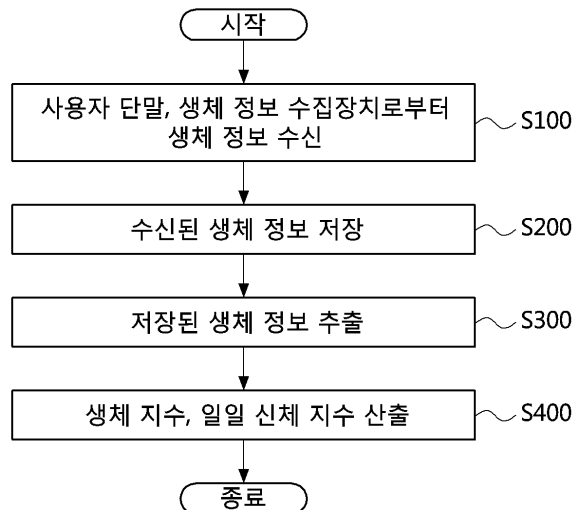 시작
사용자 단말, 생체 정보 수집장치로부터
생체 정보 수신
S100
수신된 생체 정보 저장
S200
저장된 생체 정보 추출
S300
생체 지수, 일일 신체 지수 산출
S400
종료